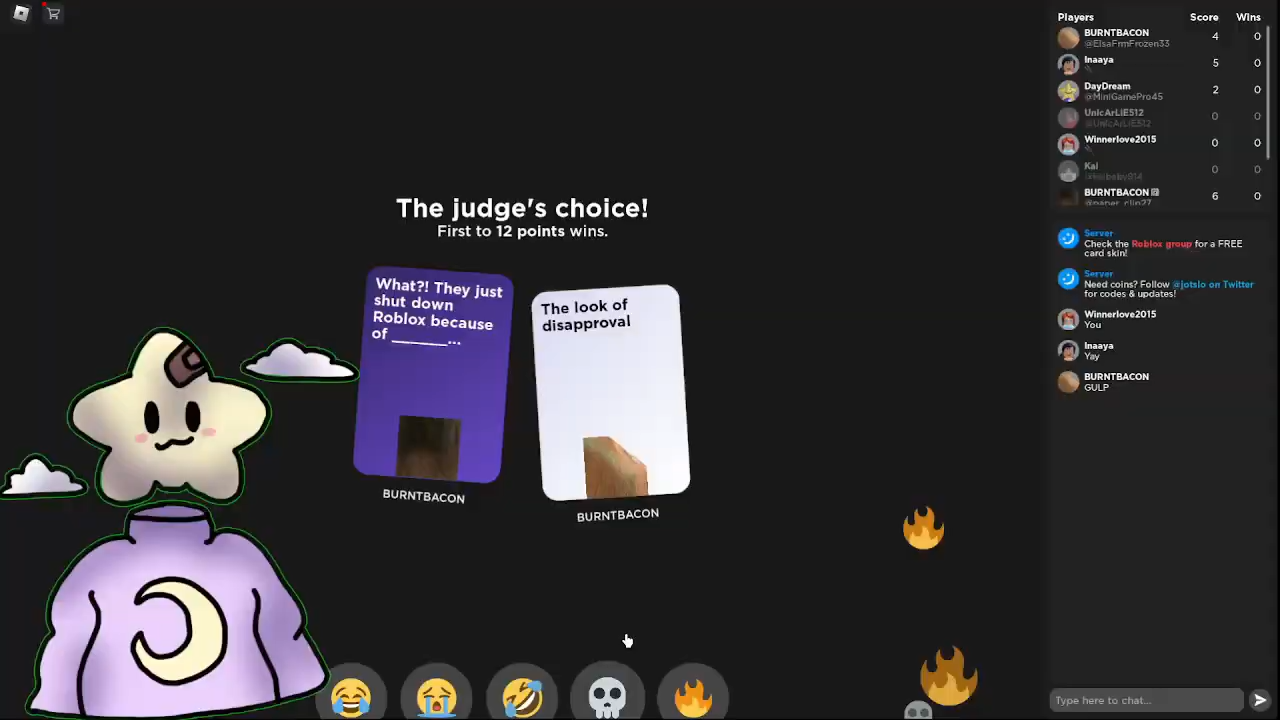 The judge's choice!
First to 12 points wins.
What?! They just
shut down
Roblox because
of _______...
BURNTBACON
The look of
disapproval
BURNTBACON
Players Score Wins
BURNTBACON 4 0
@ElsaFrmFrozen33
Inaaya 5 0
DayDream 2 0
@MiniGamePro45
UnicArLiE512 0 0
@UnicArLiE512
Winnerlove2015 0 0
Kai 0 0
BURNTBACON 6 0
@paper_clip27
Server
Check the Roblox group for a FREE
card skin!
Server
Need coins? Follow @jotslo on Twitter
for codes & updates!
Winnerlove2015
You
Inaaya
Yay
BURNTBACON
GULP
Type here to chat...